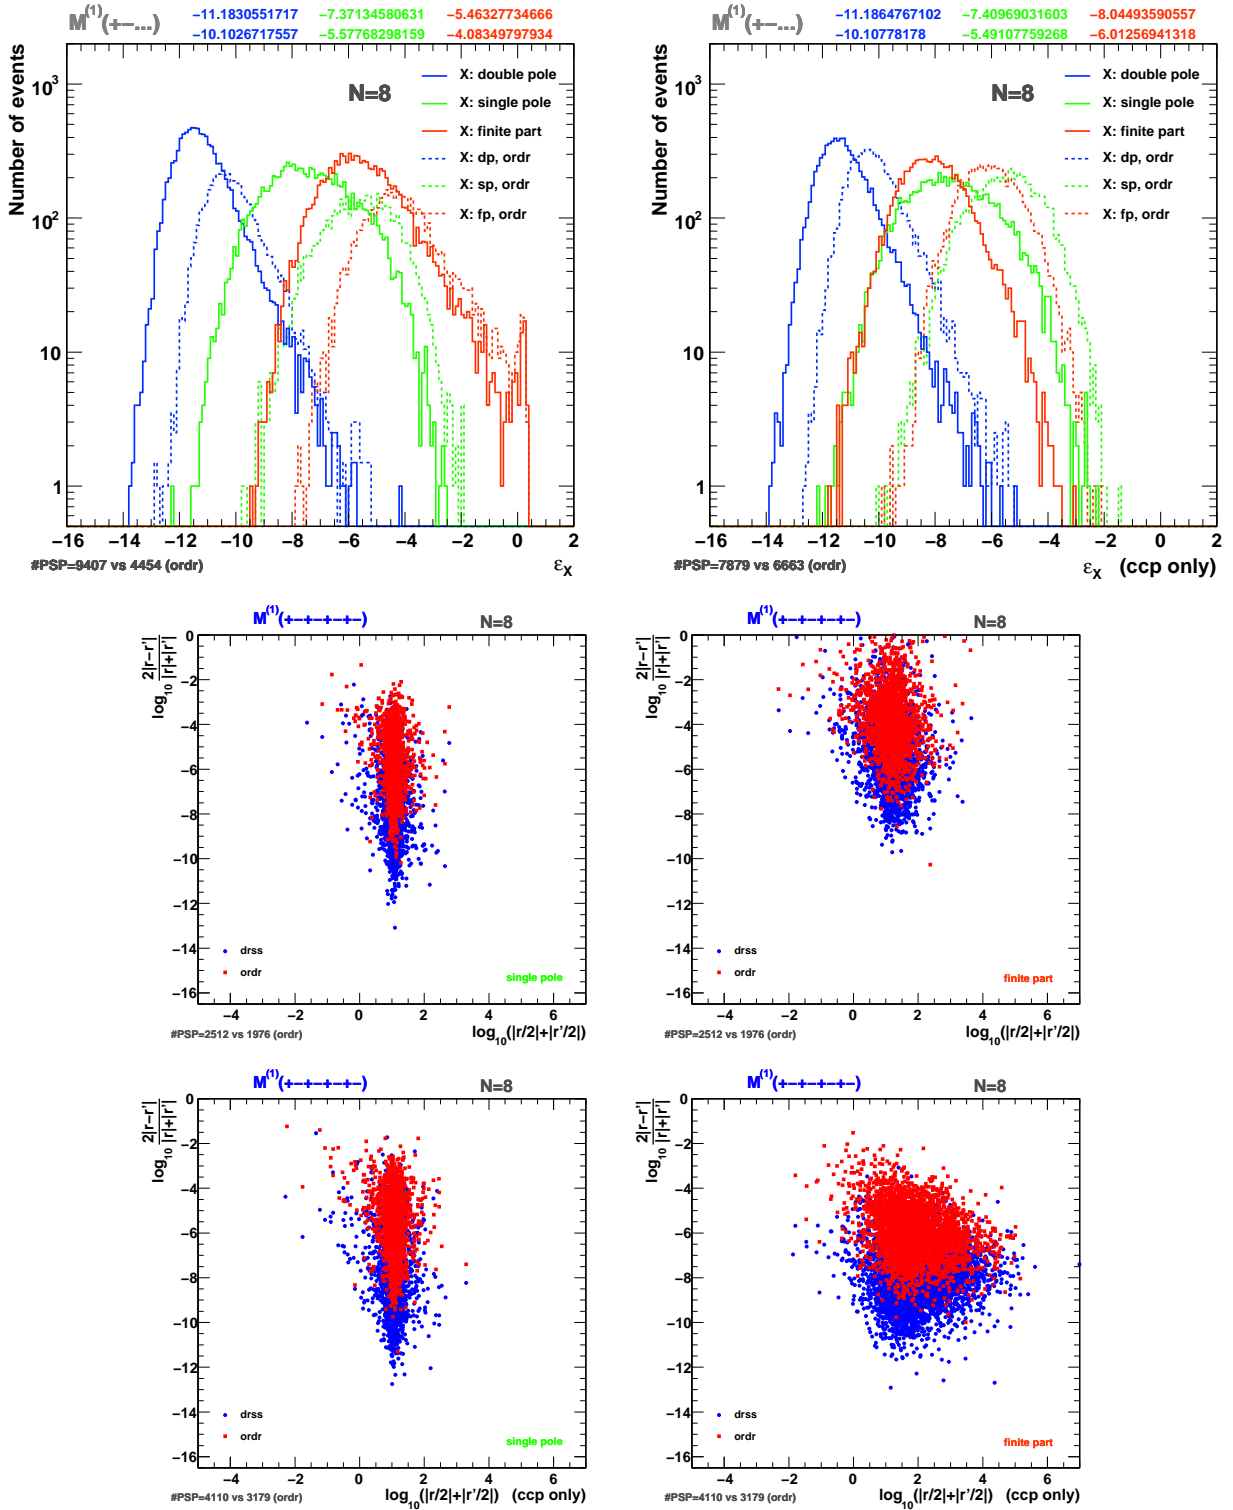 M(1)(+−...)
−11.1830551717 −7.37134580631 −5.46327734666
−10.1026717557 −5.57768298159 −4.08349797934
Number of events
N=8
X: double pole
X: single pole
X: finite part
X: dp, ordr
X: sp, ordr
X: fp, ordr
10^3
10^2
10
1
−16 −14 −12 −10 −8 −6 −4 −2 0 2
#PSP=9407 vs 4454 (ordr)
εX
M(1)(+−...)
−11.1864767102 −7.40969031603 −8.04493590557
−10.10778178 −5.49107759268 −6.01256941318
Number of events
N=8
X: double pole
X: single pole
X: finite part
X: dp, ordr
X: sp, ordr
X: fp, ordr
10^3
10^2
10
1
−16 −14 −12 −10 −8 −6 −4 −2 0 2
#PSP=7879 vs 6663 (ordr)
εX (ccp only)
M(1)(+−+−+−+−)
N=8
log10 2|r−r'| / |r|+|r'|
0
−2
−4
−6
−8
−10
−12
−14
−16
drss
ordr
single pole
−4 −2 0 2 4 6
#PSP=2512 vs 1976 (ordr)
log10(|r/2|+|r'/2|)
M(1)(+−+−+−+−)
N=8
log10 2|r−r'| / |r|+|r'|
0
−2
−4
−6
−8
−10
−12
−14
−16
drss
ordr
finite part
−4 −2 0 2 4 6
#PSP=2512 vs 1976 (ordr)
log10(|r/2|+|r'/2|)
M(1)(+−+−+−+−)
N=8
log10 2|r−r'| / |r|+|r'|
0
−2
−4
−6
−8
−10
−12
−14
−16
drss
ordr
single pole
−4 −2 0 2 4 6
#PSP=4110 vs 3179 (ordr)
log10(|r/2|+|r'/2|) (ccp only)
M(1)(+−+−+−+−)
N=8
log10 2|r−r'| / |r|+|r'|
0
−2
−4
−6
−8
−10
−12
−14
−16
drss
ordr
finite part
−4 −2 0 2 4 6
#PSP=4110 vs 3179 (ordr)
log10(|r/2|+|r'/2|) (ccp only)